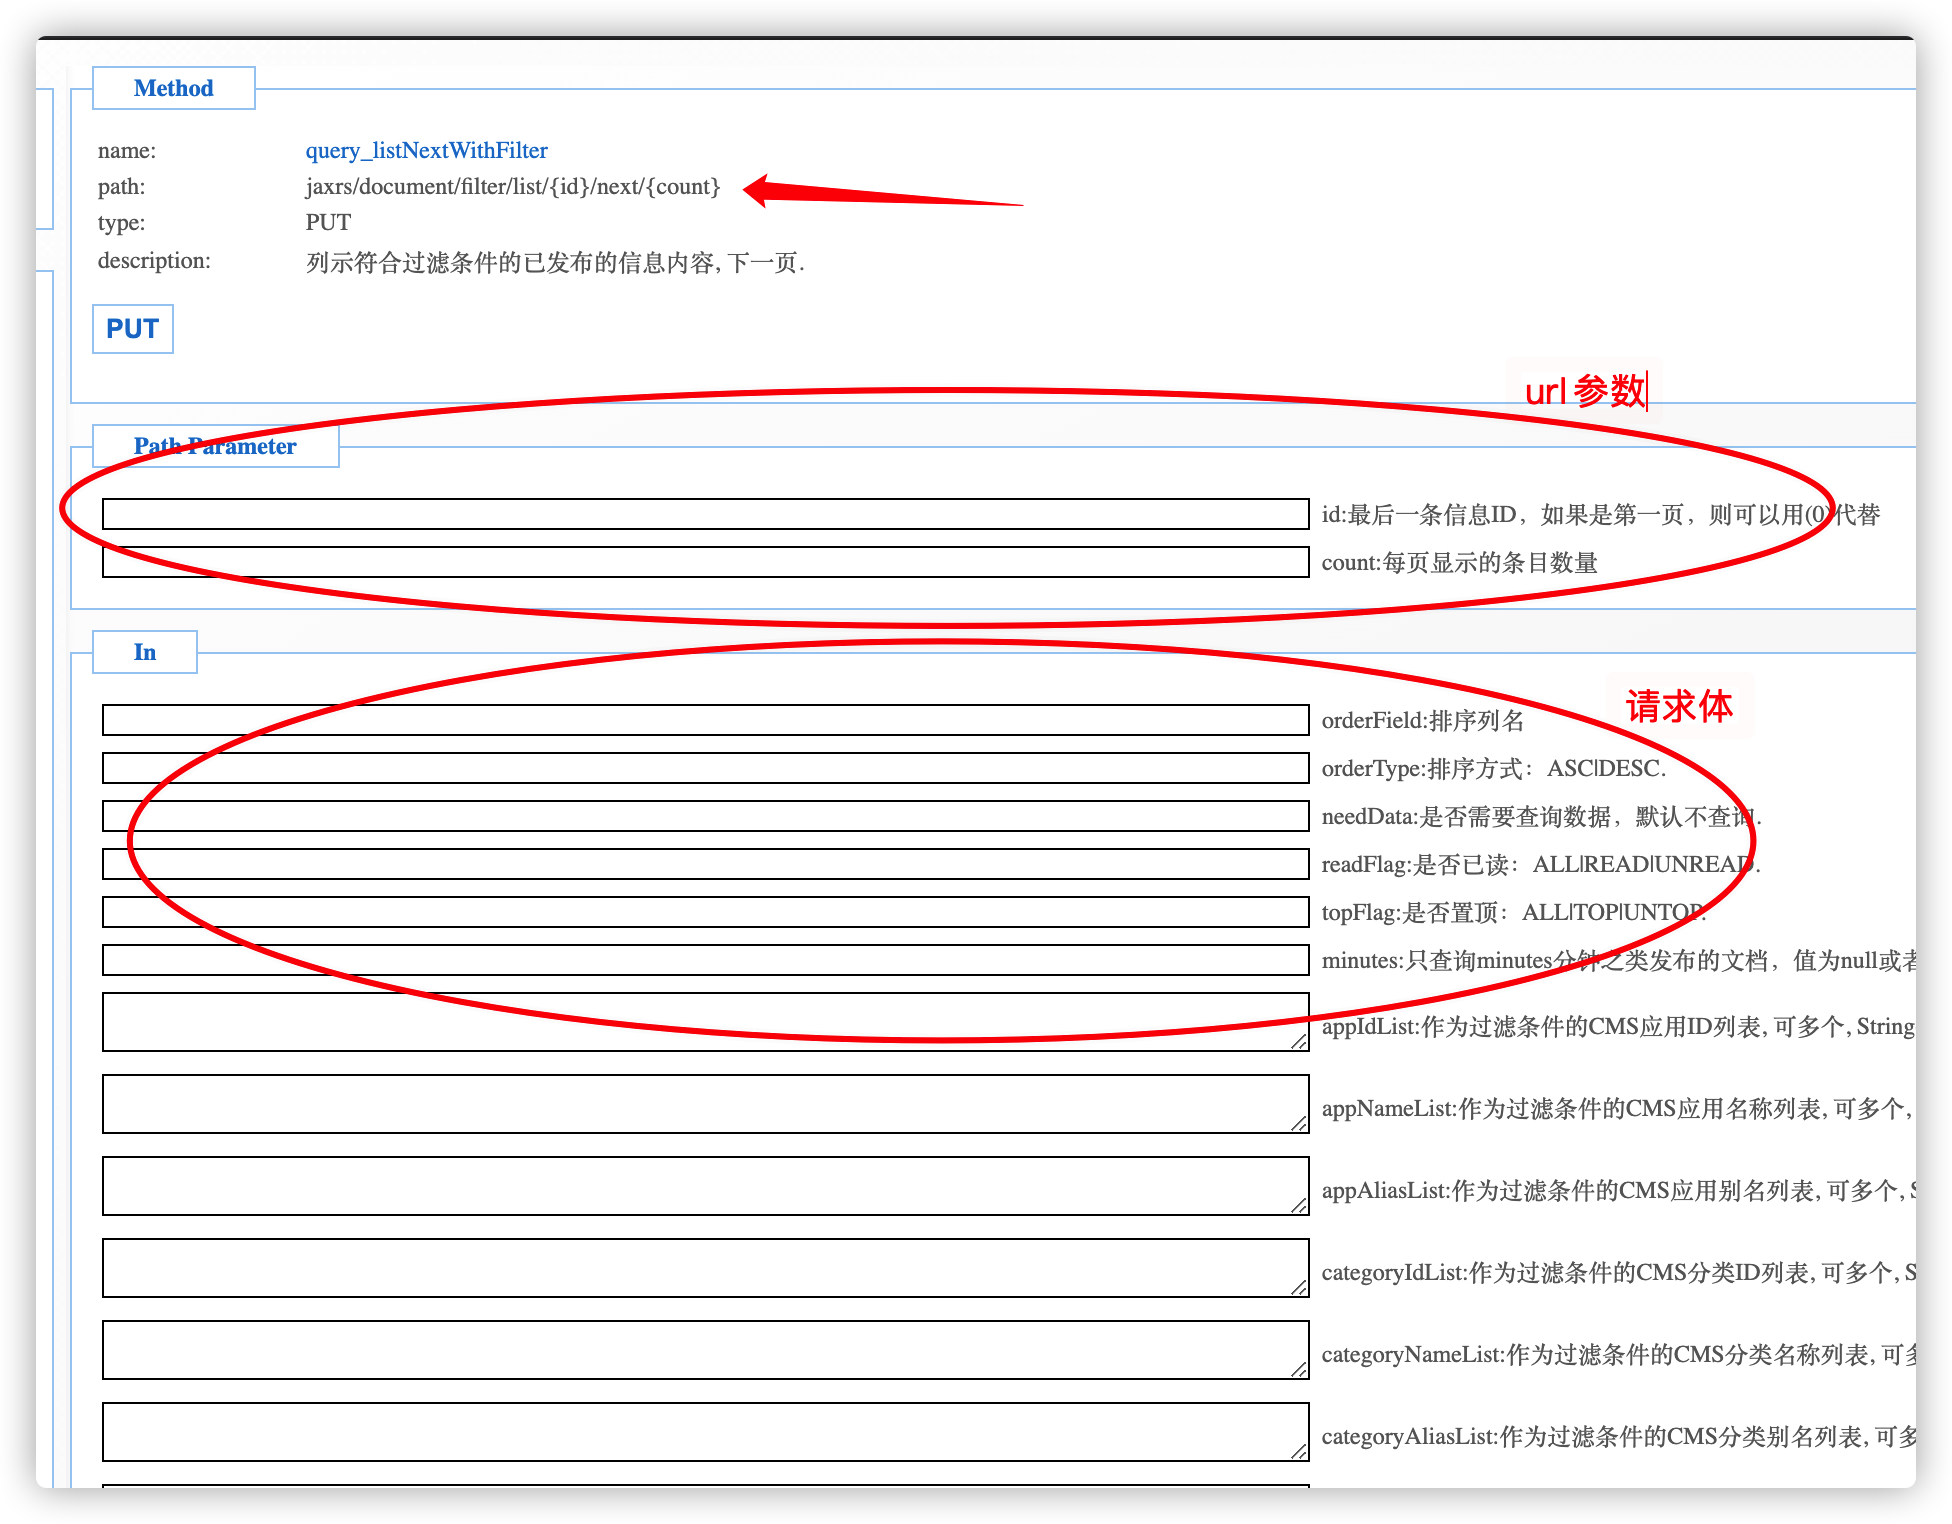 Method
name: query_listNextWithFilter
path: jaxrs/document/filter/list/{id}/next/{count}
type: PUT
description: 列示符合过滤条件的已发布的信息内容, 下一页.
PUT
url 参数
Path Parameter
id:最后一条信息ID，如果是第一页，则可以用(0)代替
count:每页显示的条目数量
In
请求体
orderField:排序列名
orderType:排序方式：ASC|DESC.
needData:是否需要查询数据，默认不查询.
readFlag:是否已读：ALL|READ|UNREAD.
topFlag:是否置顶：ALL|TOP|UNTOP.
minutes:只查询minutes分钟之类发布的文档，值为null或者
appIdList:作为过滤条件的CMS应用ID列表, 可多个, String
appNameList:作为过滤条件的CMS应用名称列表, 可多个,
appAliasList:作为过滤条件的CMS应用别名列表, 可多个, S
categoryIdList:作为过滤条件的CMS分类ID列表, 可多个, S
categoryNameList:作为过滤条件的CMS分类名称列表, 可多
categoryAliasList:作为过滤条件的CMS分类别名列表, 可多